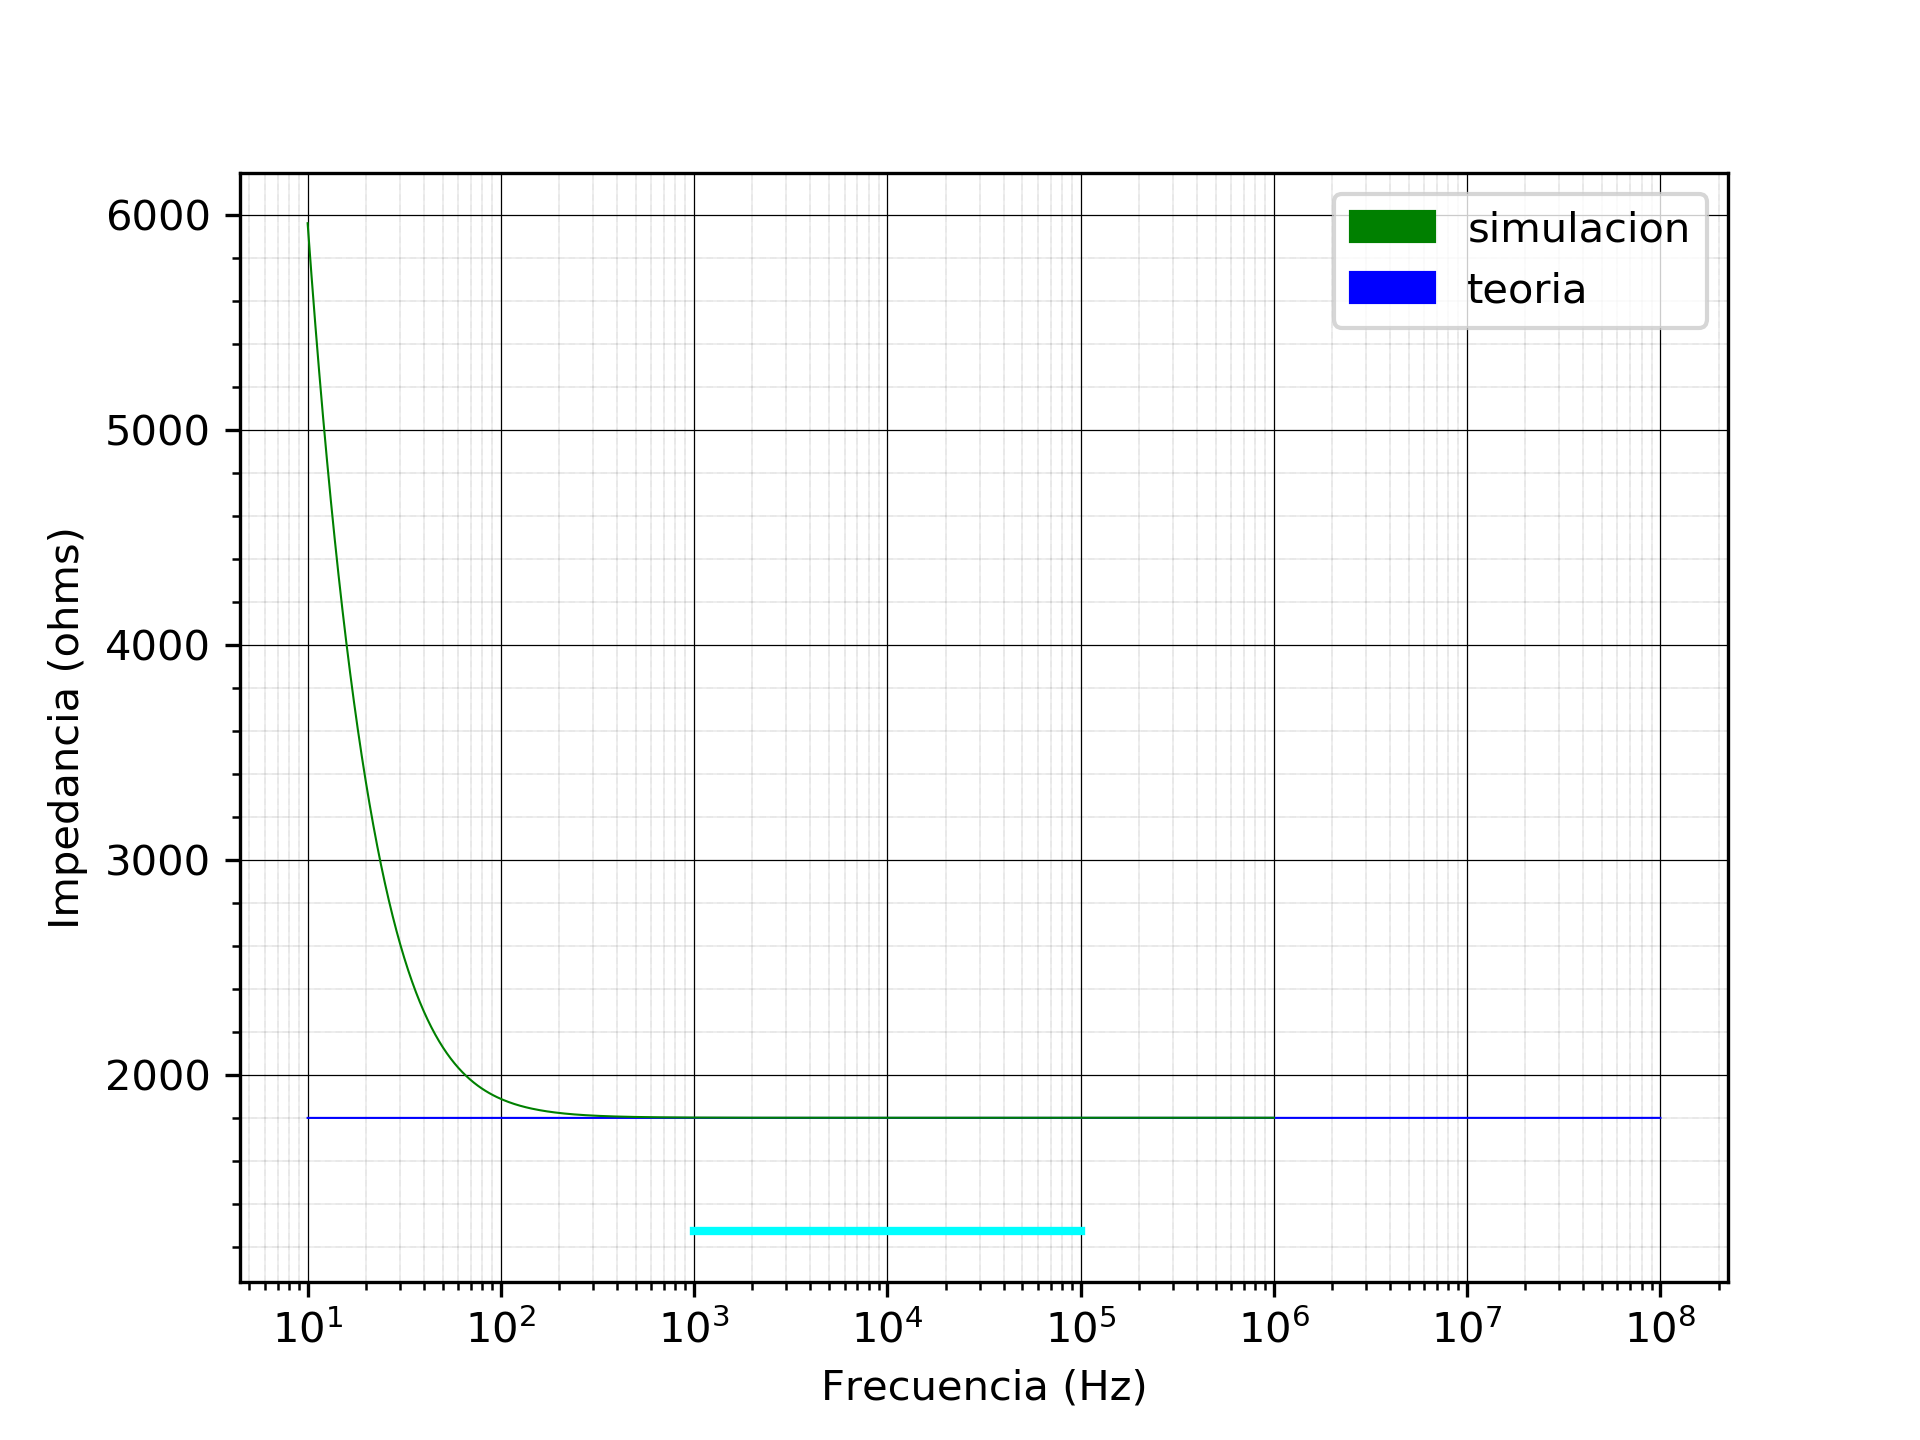 simulacion
teoria
6000
5000
4000
3000
2000
Impedancia (ohms)
10¹ 10² 10³ 10⁴ 10⁵ 10⁶ 10⁷ 10⁸
Frecuencia (Hz)